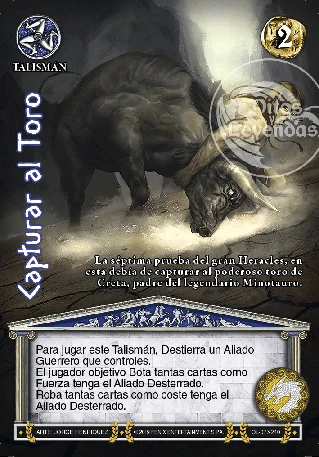 TALISMAN
2
Mitos y Leyendas
Capturar al Toro
La séptima prueba del gran Heracles, en
esta debía de capturar al poderoso toro de
Creta, padre del legendario Minotauro.
Para jugar este Talismán, Destierra un Aliado
Guerrero que controles.
El jugador objetivo Bota tantas cartas como
Fuerza tenga el Aliado Desterrado.
Roba tantas cartas como coste tenga el
Aliado Desterrado.